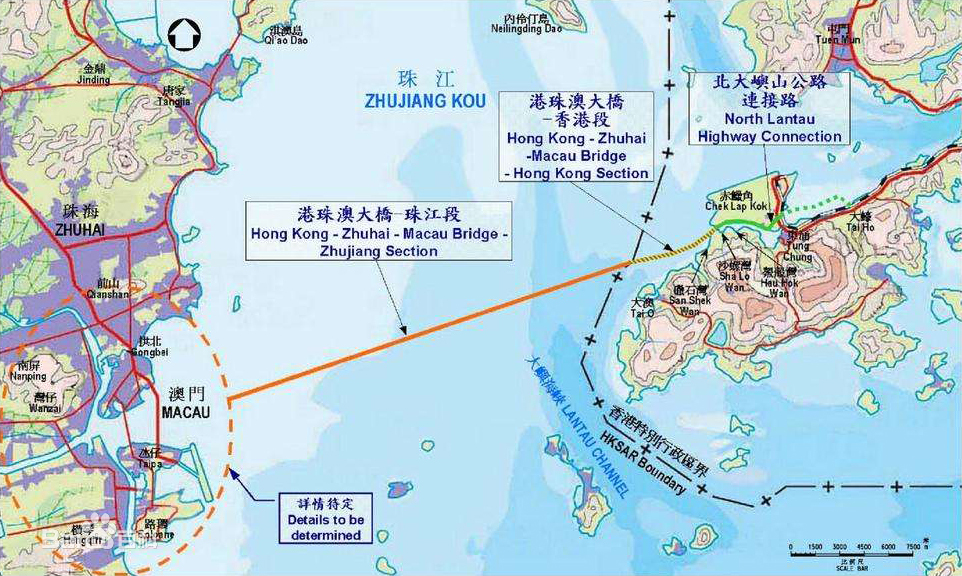 淇澳島
Qi'ao Dao
內伶仃島
Neilingding Dao
屯門
Tuen Mun
金鼎
Jinding
唐家
Tangjia
珠 江
ZHUJIANG KOU
港珠澳大橋
-香港段
Hong Kong - Zhuhai
-Macau Bridge
- Hong Kong Section
北大嶼山公路
連接路
North Lantau
Highway Connection
赤鱲角
Chek Lap Kok
珠海
ZHUHAI
港珠澳大橋-珠江段
Hong Kong - Zhuhai - Macau Bridge -
Zhujiang Section
大蠔
Tai Ho
東涌
Tung
Chung
沙螺灣
Sha Lo
Wan
Hau Hok
Wan
䃟石灣
San Shek
Wan
大澳
Tai O
前山
Qianshan
拱北
Gongbei
南屏
Nanping
灣仔
Wanzai
澳門
MACAU
大嶼海峽 LANTAU CHANNEL
香港特別行政區界
HKSAR Boundary
氹仔
Taipa
路環
Coloane
橫琴
Hengqin
詳情待定
Details to be
determined
0 1500 3000 4500 6000 7500
比例尺
SCALE BAR
米
m